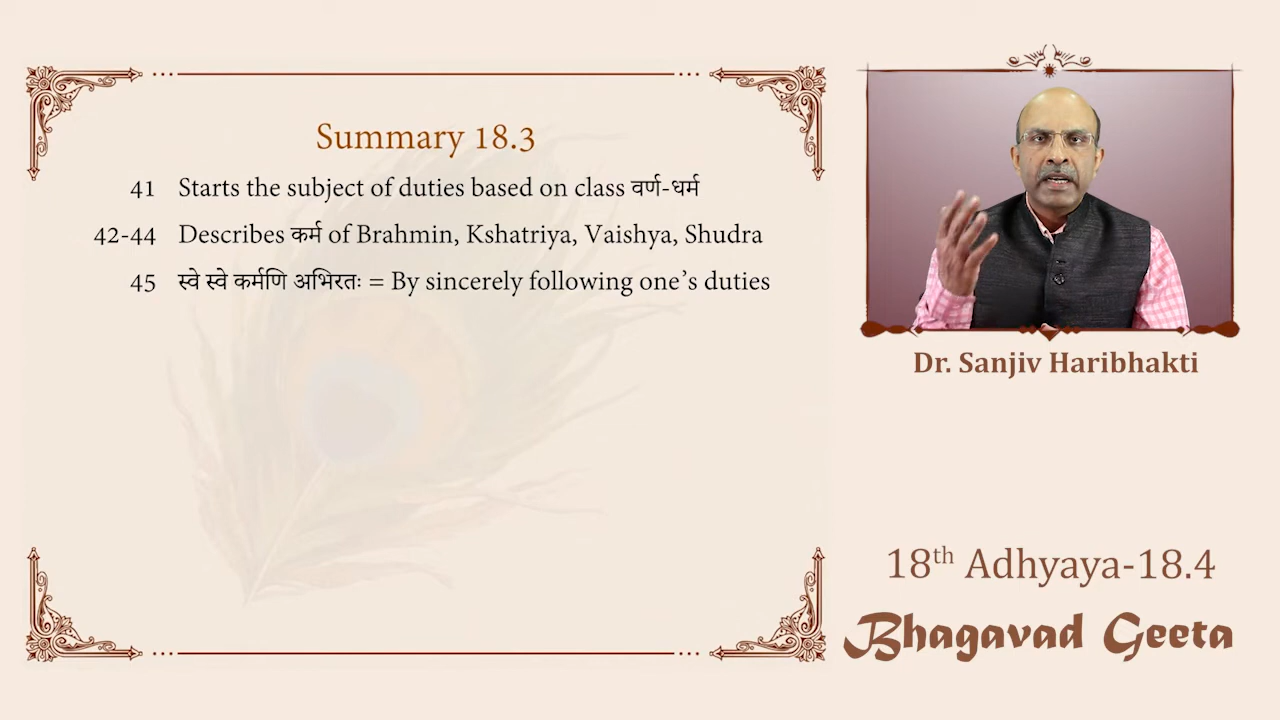 Summary 18.3
41 Starts the subject of duties based on class वर्ण-धर्म
42-44 Describes कर्म of Brahmin, Kshatriya, Vaishya, Shudra
45 स्वे स्वे कर्मणि अभिरतः = By sincerely following one’s duties
Dr. Sanjiv Haribhakti
18th Adhyaya-18.4
Bhagavad Geeta